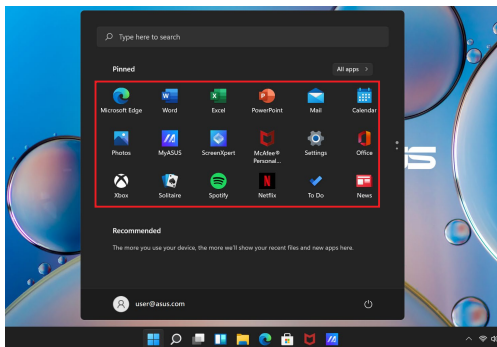 Type here to search
Pinned
All apps >
Microsoft Edge
Word
Excel
PowerPoint
Mail
Calendar
Photos
MyASUS
ScreenXpert
McAfee®
Personal...
Settings
Office
Xbox
Solitaire
Spotify
Netflix
To Do
News
Recommended
The more you use your device, the more we'll show your recent files and new apps here.
user@asus.com